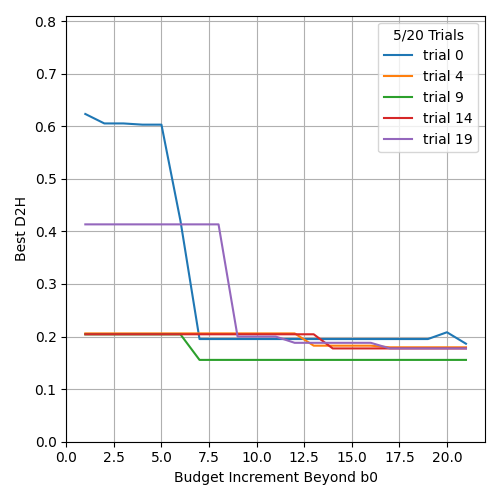 5/20 Trials
trial 0
trial 4
trial 9
trial 14
trial 19
Best D2H
0.8
0.7
0.6
0.5
0.4
0.3
0.2
0.1
0.0
0.0 2.5 5.0 7.5 10.0 12.5 15.0 17.5 20.0
Budget Increment Beyond b0